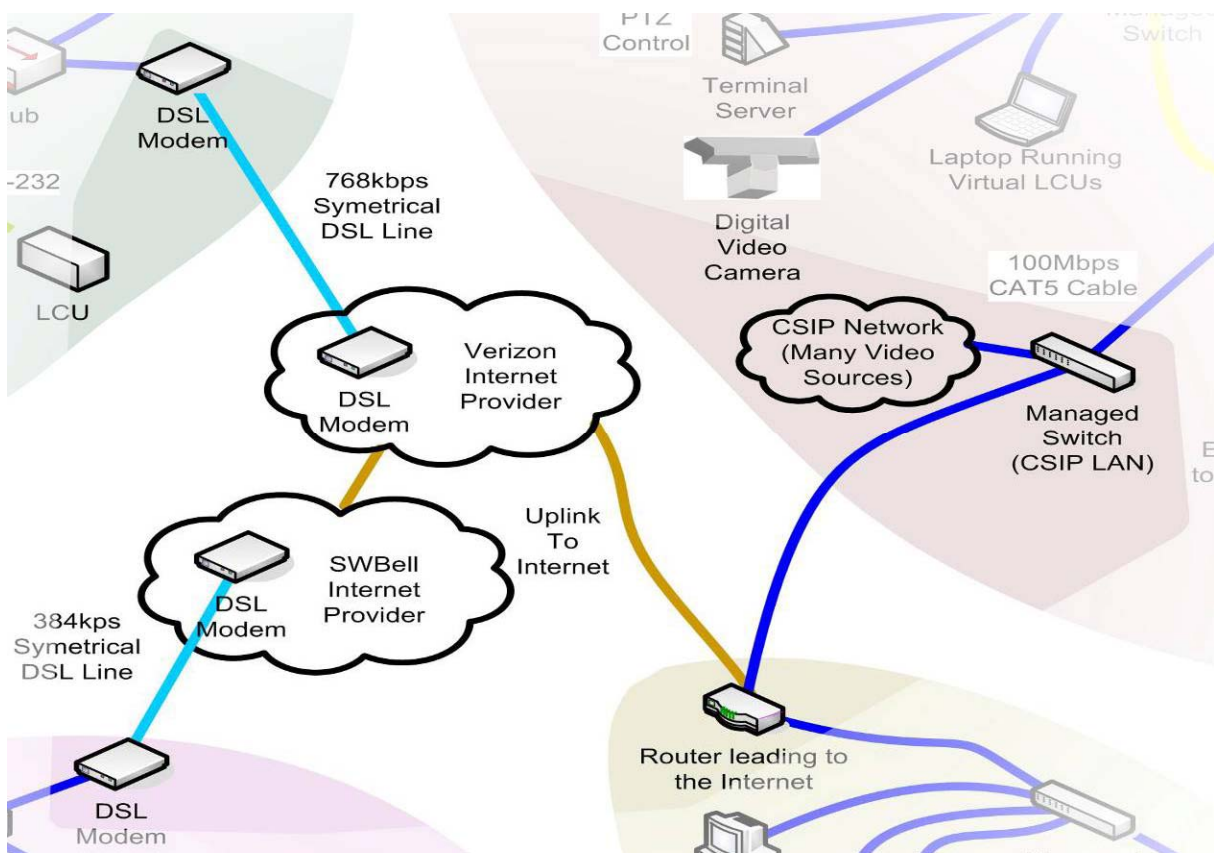 PTZ
Control
Managed
Switch
Terminal
Server
DSL
Modem
ub
-232
LCU
768kbps
Symetrical
DSL Line
Laptop Running
Virtual LCUs
Digital
Video
Camera
100Mbps
CAT5 Cable
CSIP Network
(Many Video
Sources)
Managed
Switch
(CSIP LAN)
E
to
Verizon
Internet
Provider
DSL
Modem
Uplink
To
Internet
SWBell
Internet
Provider
DSL
Modem
384kps
Symetrical
DSL Line
Router leading to
the Internet
DSL
Modem